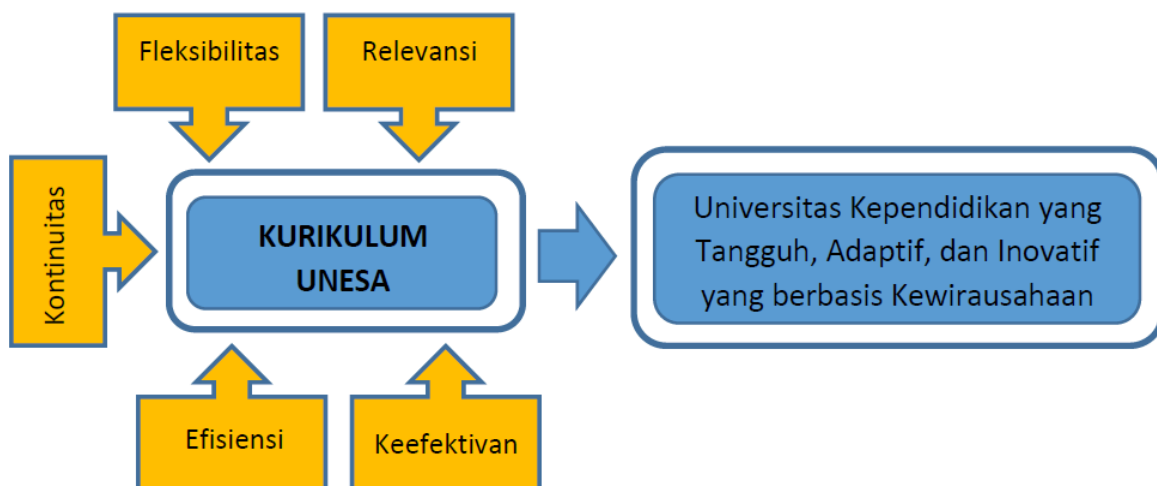 Fleksibilitas
Relevansi
Kontinuitas
KURIKULUM
UNESA
Universitas Kependidikan yang
Tangguh, Adaptif, dan Inovatif
yang berbasis Kewirausahaan
Efisiensi
Keefektivan